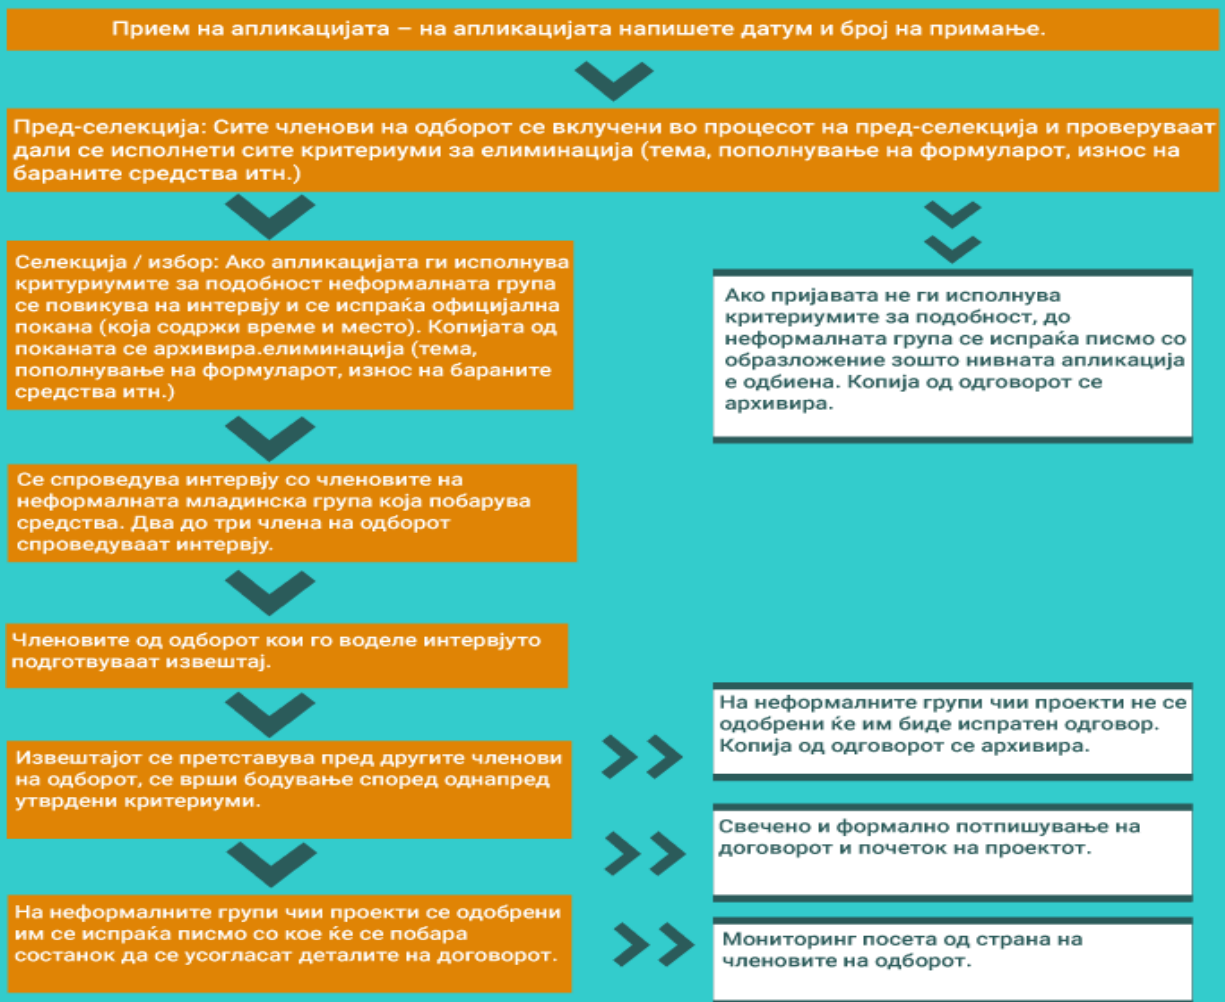 Прием на апликацијата – на апликацијата напишете датум и број на примање.
Пред-селекција: Сите членови на одборот се вклучени во процесот на пред-селекција и проверуваат
дали се исполнети сите критериуми за елиминација (тема, пополнување на формуларот, износ на
бараните средства итн.)
Селекција / избор: Ако апликацијата ги исполнува
критуриумите за подобност неформалната група
се повикува на интервју и се испраќа официјална
покана (која содржи време и место). Копијата од
поканата се архивира.елиминација (тема,
пополнување на формуларот, износ на бараните
средства итн.)
Ако пријавата не ги исполнува
критериумите за подобност, до
неформалната група се испраќа писмо со
образложение зошто нивната апликација
е одбиена. Копија од одговорот се
архивира.
Се спроведува интервју со членовите на
неформалната младинска група која побарува
средства. Два до три члена на одборот
спроведуваат интервју.
Членовите од одборот кои го воделе интервјуто
подготвуваат извештај.
Извештајот се претставува пред другите членови
на одборот, се врши бодување според однапред
утврдени критериуми.
На неформалните групи чии проекти не се
одобрени ќе им биде испратен одговор.
Копија од одговорот се архивира.
Свечено и формално потпишување на
договорот и почеток на проектот.
На неформалните групи чии проекти се одобрени
им се испраќа писмо со кое ќе се побара
состанок да се усогласат деталите на договорот.
Мониторинг посета од страна на
членовите на одборот.